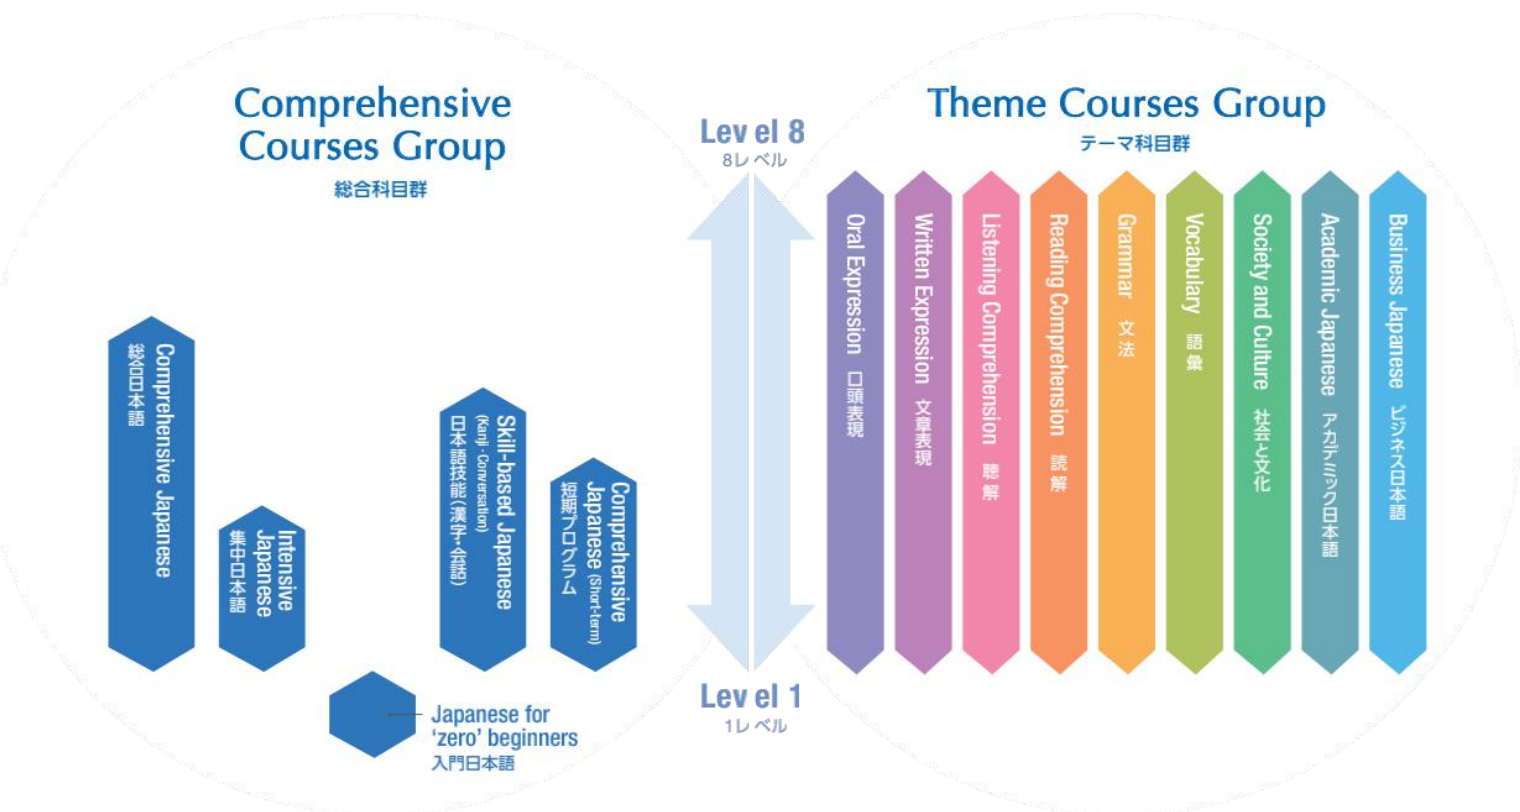 Comprehensive
Courses Group
総合科目群
Comprehensive Japanese
総合日本語
Intensive
Japanese
集中日本語
Japanese for
‘zero’ beginners
入門日本語
Skill-based Japanese
(Kanji・Conversation)
日本語技能(漢字・会話)
Comprehensive
Japanese (Short-term)
短期プログラム
Level 8
8レベル
Level 1
1レベル
Theme Courses Group
テーマ科目群
Oral Expression 口頭表現
Written Expression 文章表現
Listening Comprehension 聴解
Reading Comprehension 読解
Grammar 文法
Vocabulary 語彙
Society and Culture 社会と文化
Academic Japanese アカデミック日本語
Business Japanese ビジネス日本語